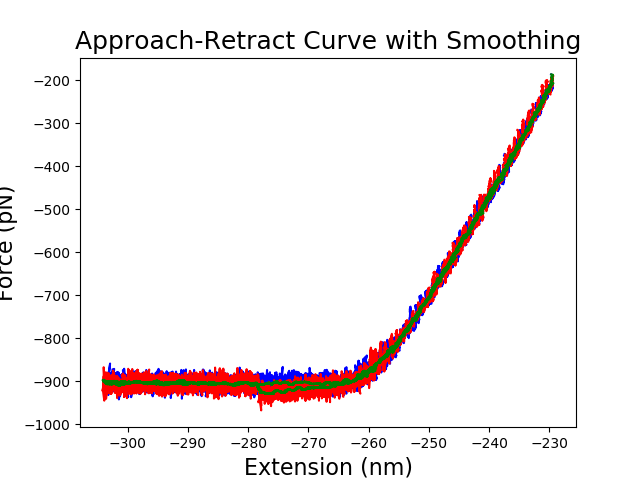 Approach-Retract Curve with Smoothing
Force (pN)
−200
−300
−400
−500
−600
−700
−800
−900
−1000
−300 −290 −280 −270 −260 −250 −240 −230
Extension (nm)